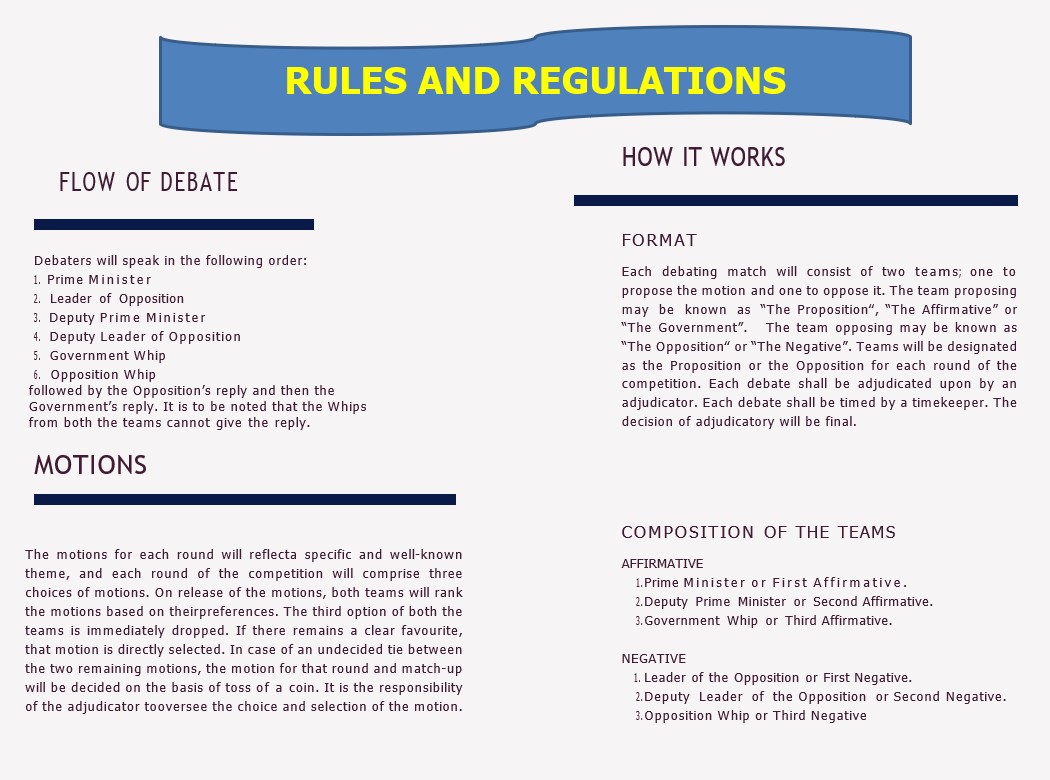 RULES AND REGULATIONS
FLOW OF DEBATE
Debaters will speak in the following order:
1. Prime Minister
2. Leader of Opposition
3. Deputy Prime Minister
4. Deputy Leader of Opposition
5. Government Whip
6. Opposition Whip
followed by the Opposition’s reply and then the
Government’s reply. It is to be noted that the Whips
from both the teams cannot give the reply.
MOTIONS
The motions for each round will reflecta specific and well-known
theme, and each round of the competition will comprise three
choices of motions. On release of the motions, both teams will rank
the motions based on theirpreferences. The third option of both the
teams is immediately dropped. If there remains a clear favourite,
that motion is directly selected. In case of an undecided tie between
the two remaining motions, the motion for that round and match-up
will be decided on the basis of toss of a coin. It is the responsibility
of the adjudicator tooversee the choice and selection of the motion.
HOW IT WORKS
FORMAT
Each debating match will consist of two teams; one to
propose the motion and one to oppose it. The team proposing
may be known as “The Proposition“, “The Affirmative” or
“The Government”. The team opposing may be known as
“The Opposition“ or “The Negative”. Teams will be designated
as the Proposition or the Opposition for each round of the
competition. Each debate shall be adjudicated upon by an
adjudicator. Each debate shall be timed by a timekeeper. The
decision of adjudicatory will be final.
COMPOSITION OF THE TEAMS
AFFIRMATIVE
1.Prime Minister or First Affirmative.
2.Deputy Prime Minister or Second Affirmative.
3.Government Whip or Third Affirmative.
NEGATIVE
1. Leader of the Opposition or First Negative.
2.Deputy Leader of the Opposition or Second Negative.
3.Opposition Whip or Third Negative